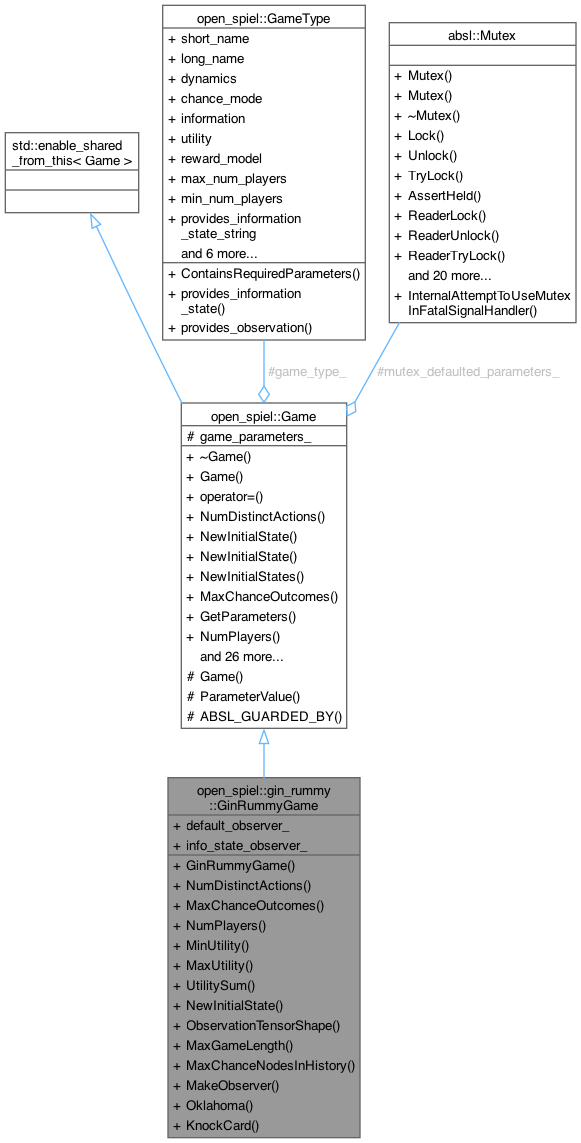 open_spiel::GameType
+ short_name
+ long_name
+ dynamics
+ chance_mode
+ information
+ utility
+ reward_model
+ max_num_players
+ min_num_players
+ provides_information
_state_string
and 6 more...
+ ContainsRequiredParameters()
+ provides_information
_state()
+ provides_observation()
absl::Mutex
+ Mutex()
+ Mutex()
+ ~Mutex()
+ Lock()
+ Unlock()
+ TryLock()
+ AssertHeld()
+ ReaderLock()
+ ReaderUnlock()
+ ReaderTryLock()
and 20 more...
+ InternalAttemptToUseMutex
InFatalSignalHandler()
std::enable_shared
_from_this< Game >
#game_type_
#mutex_defaulted_parameters_
open_spiel::Game
# game_parameters_
+ ~Game()
+ Game()
+ operator=()
+ NumDistinctActions()
+ NewInitialState()
+ NewInitialState()
+ NewInitialStates()
+ MaxChanceOutcomes()
+ GetParameters()
+ NumPlayers()
and 26 more...
# Game()
# ParameterValue()
# ABSL_GUARDED_BY()
open_spiel::gin_rummy
::GinRummyGame
+ default_observer_
+ info_state_observer_
+ GinRummyGame()
+ NumDistinctActions()
+ MaxChanceOutcomes()
+ NumPlayers()
+ MinUtility()
+ MaxUtility()
+ UtilitySum()
+ NewInitialState()
+ ObservationTensorShape()
+ MaxGameLength()
+ MaxChanceNodesInHistory()
+ MakeObserver()
+ Oklahoma()
+ KnockCard()